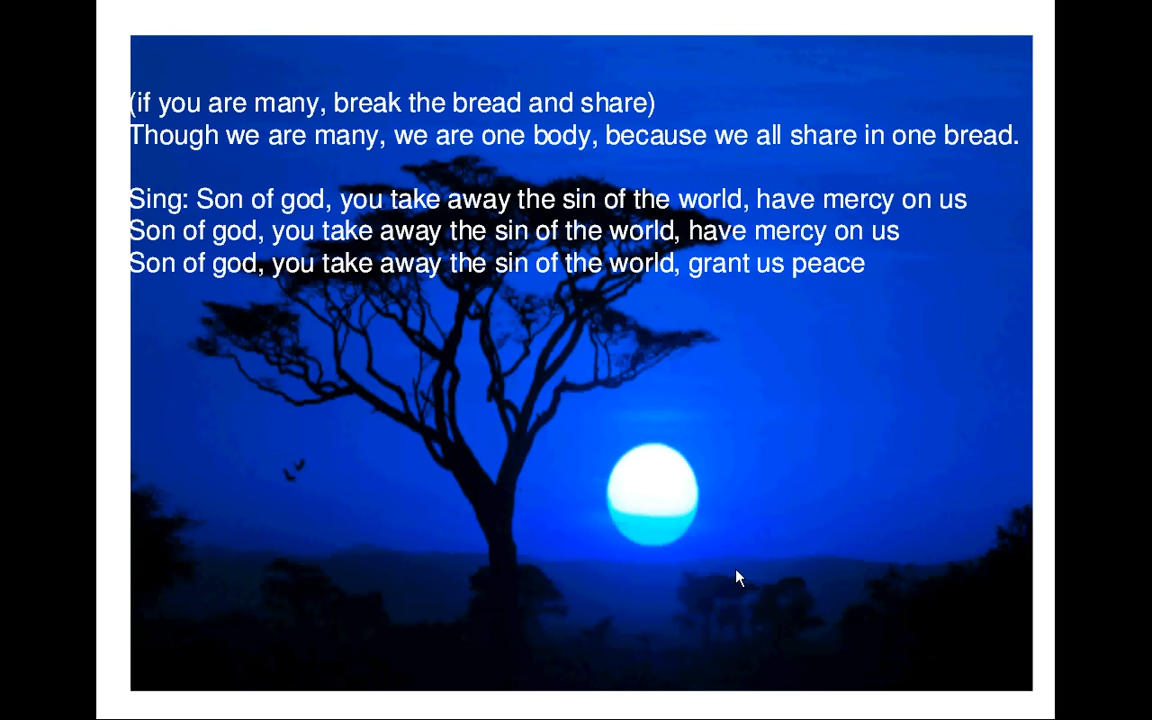 (if you are many, break the bread and share)
Though we are many, we are one body, because we all share in one bread.
Sing: Son of god, you take away the sin of the world, have mercy on us
Son of god, you take away the sin of the world, have mercy on us
Son of god, you take away the sin of the world, grant us peace